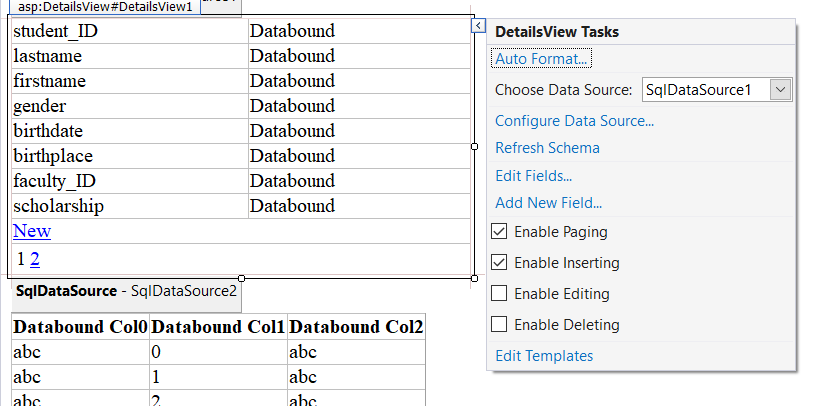 asp:DetailsView#DetailsView1
student_ID Databound
lastname Databound
firstname Databound
gender Databound
birthdate Databound
birthplace Databound
faculty_ID Databound
scholarship Databound
New
1 2
SqlDataSource - SqlDataSource2
Databound Col0 Databound Col1 Databound Col2
abc 0 abc
abc 1 abc
abc 2 abc
DetailsView Tasks
Auto Format...
Choose Data Source: SqlDataSource1
Configure Data Source...
Refresh Schema
Edit Fields...
Add New Field...
Enable Paging
Enable Inserting
Enable Editing
Enable Deleting
Edit Templates